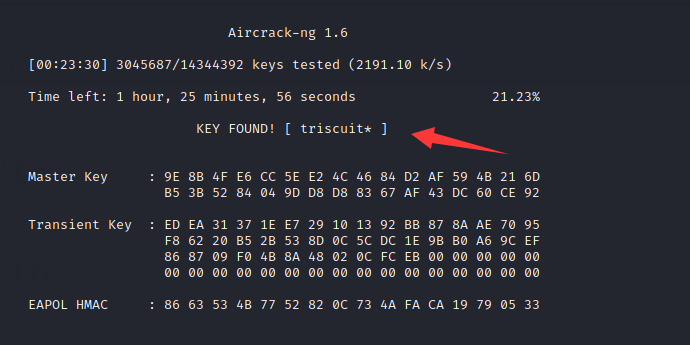 Aircrack-ng 1.6
[00:23:30] 3045687/14344392 keys tested (2191.10 k/s)
Time left: 1 hour, 25 minutes, 56 seconds 21.23%
KEY FOUND! [ triscuit* ]
Master Key : 9E 8B 4F E6 CC 5E E2 4C 46 84 D2 AF 59 4B 21 6D
B5 3B 52 84 04 9D D8 D8 83 67 AF 43 DC 60 CE 92
Transient Key : ED EA 31 37 1E E7 29 10 13 92 BB 87 8A AE 70 95
F8 62 20 B5 2B 53 8D 0C 5C DC 1E 9B B0 A6 9C EF
86 87 09 F0 4B 8A 48 02 0C FC EB 00 00 00 00 00
00 00 00 00 00 00 00 00 00 00 00 00 00 00 00 00
EAPOL HMAC : 86 63 53 4B 77 52 82 0C 73 4A FA CA 19 79 05 33